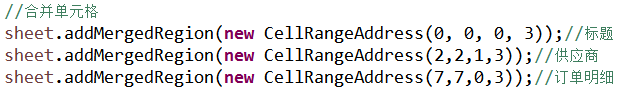 //合并单元格
sheet.addMergedRegion(new CellRangeAddress(0, 0, 0, 3));//标题
sheet.addMergedRegion(new CellRangeAddress(2,2,1,3));//供应商
sheet.addMergedRegion(new CellRangeAddress(7,7,0,3));//订单明细